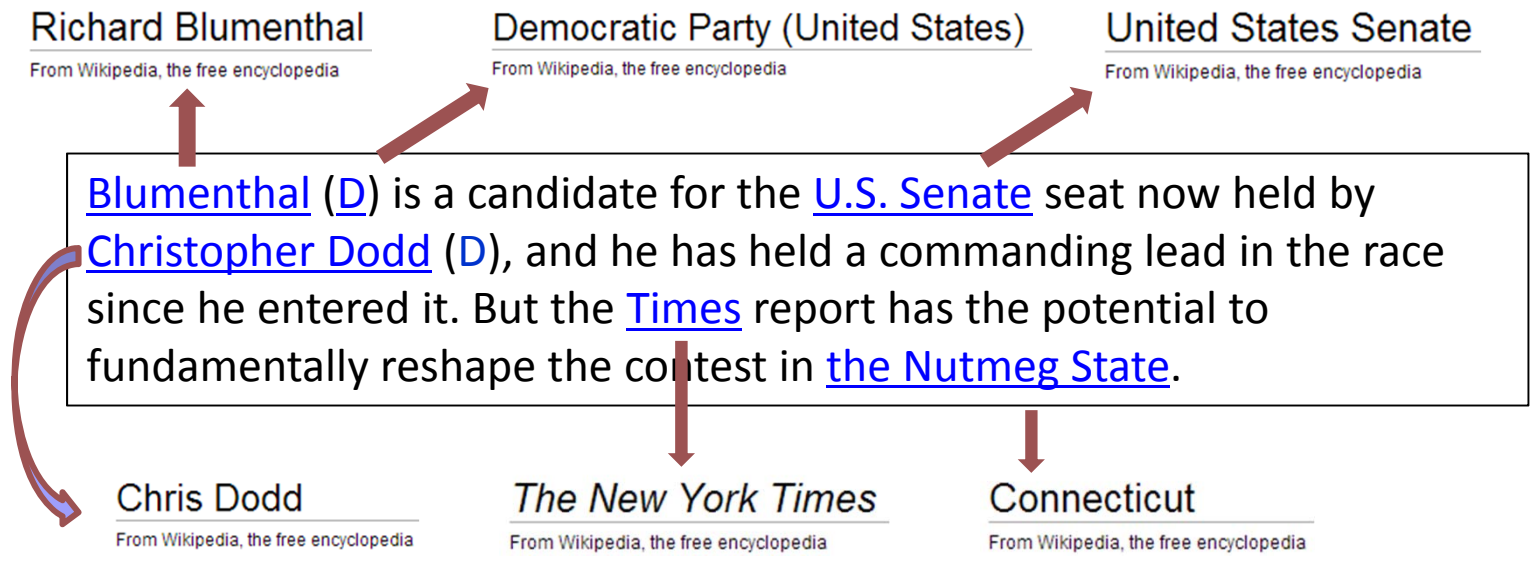 Richard Blumenthal
From Wikipedia, the free encyclopedia
Democratic Party (United States)
From Wikipedia, the free encyclopedia
United States Senate
From Wikipedia, the free encyclopedia
Blumenthal (D) is a candidate for the U.S. Senate seat now held by
Christopher Dodd (D), and he has held a commanding lead in the race
since he entered it. But the Times report has the potential to
fundamentally reshape the contest in the Nutmeg State.
Chris Dodd
From Wikipedia, the free encyclopedia
The New York Times
From Wikipedia, the free encyclopedia
Connecticut
From Wikipedia, the free encyclopedia